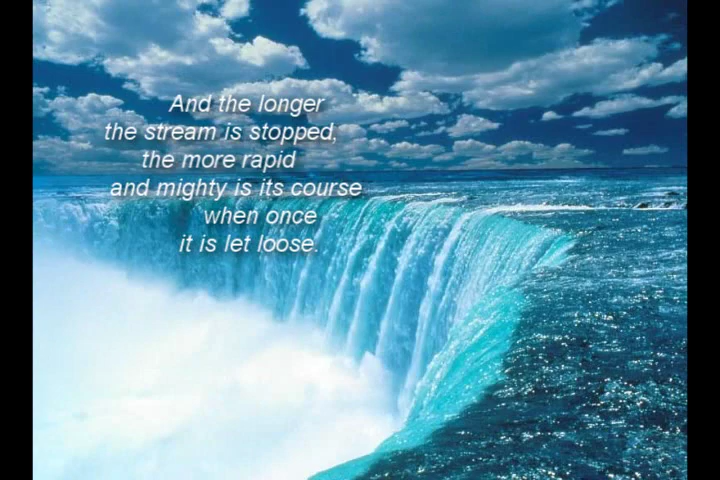 And the longer
the stream is stopped,
the more rapid
and mighty is its course
when once
it is let loose.